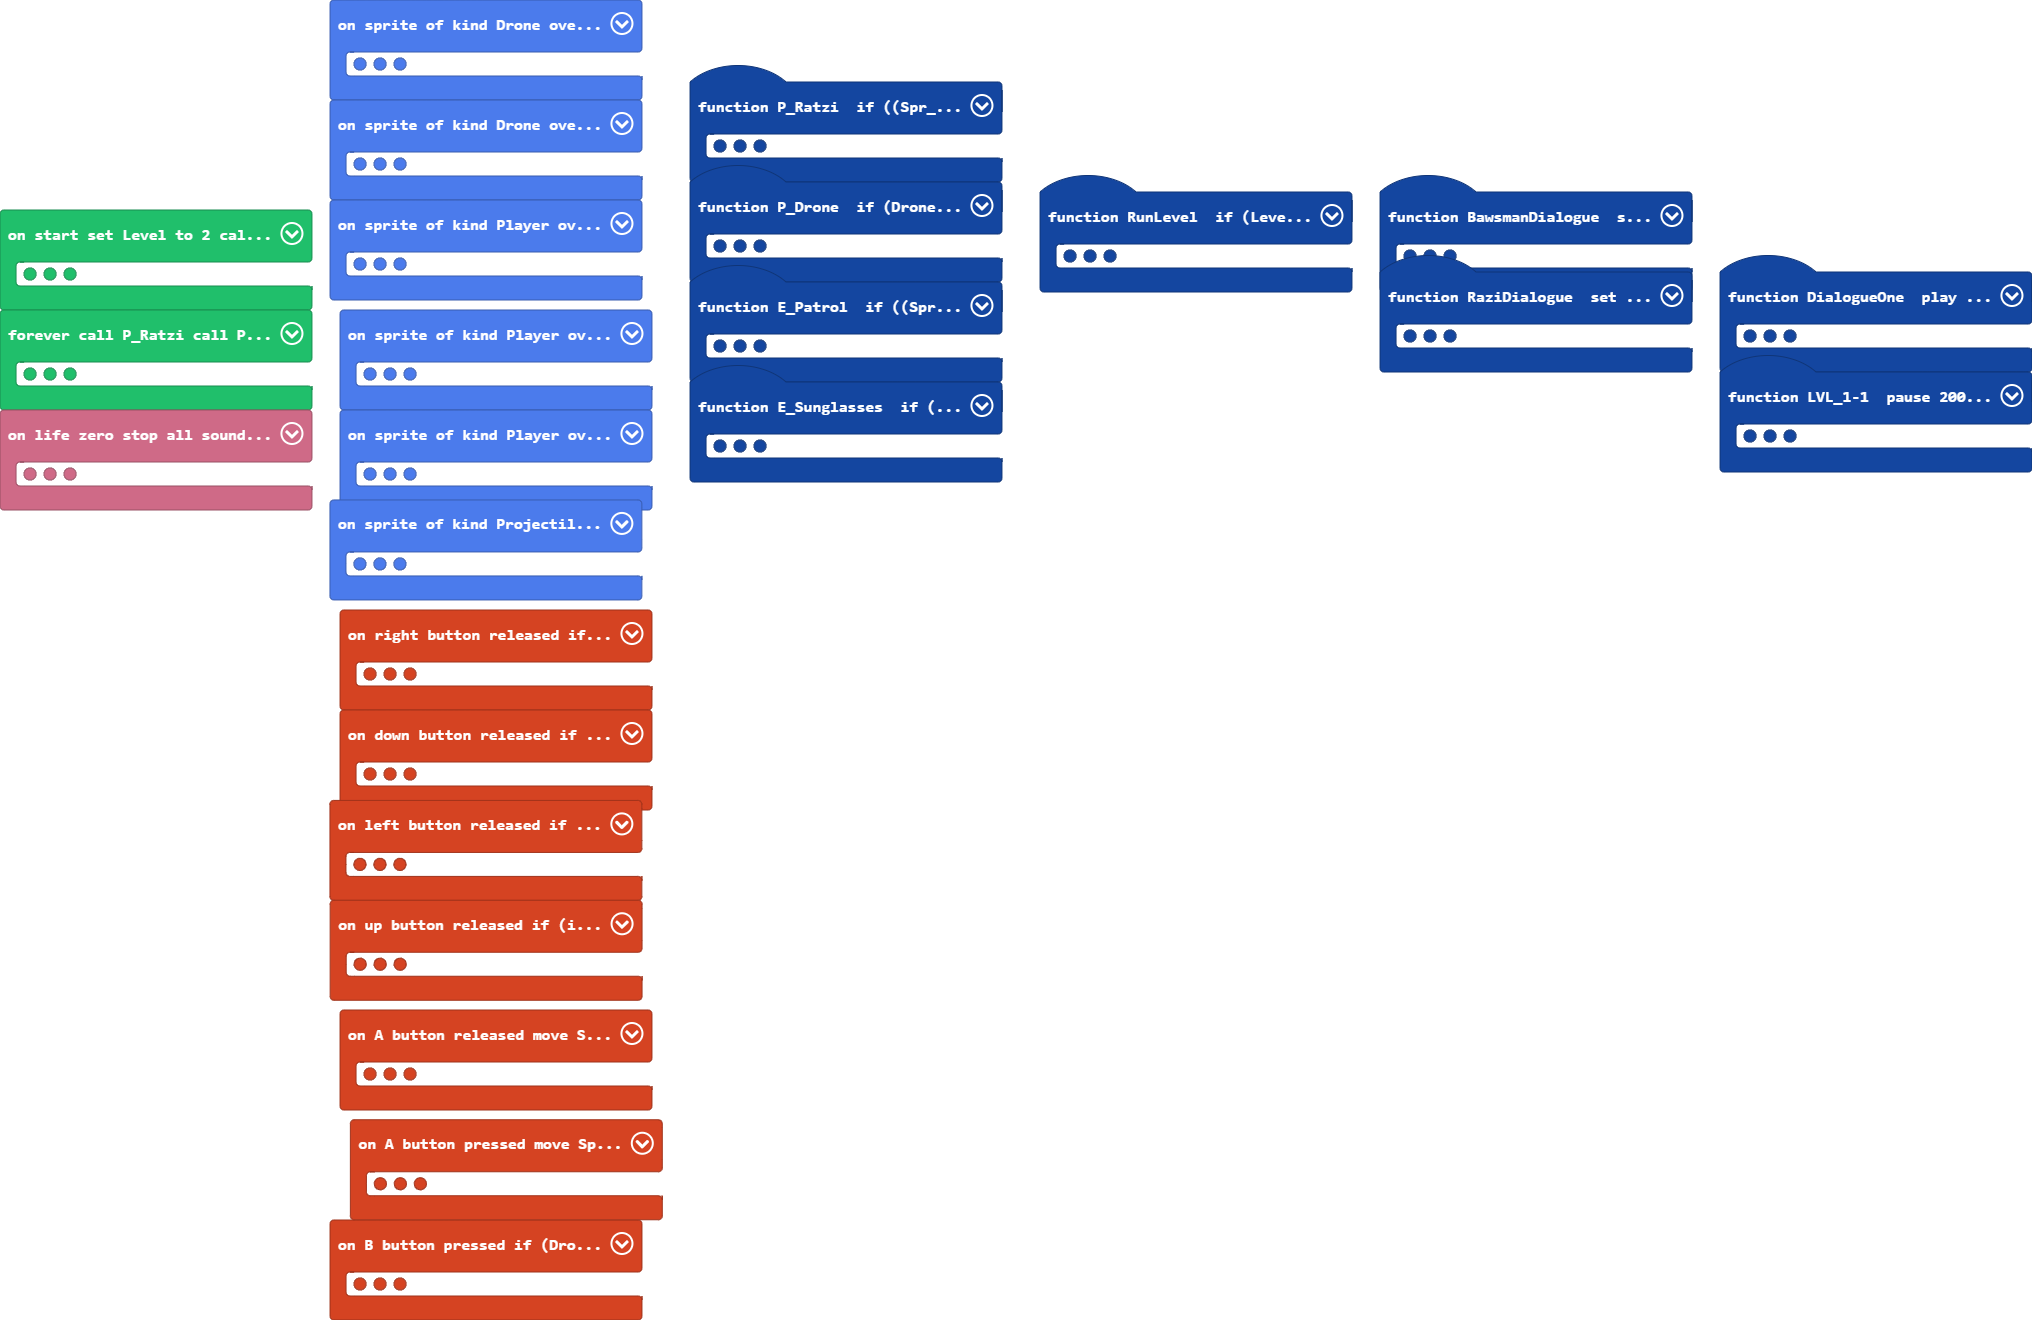 on start set Level to 2 cal...
forever call P_Ratzi call P...
on life zero stop all sound...
on sprite of kind Drone ove...
on sprite of kind Drone ove...
on sprite of kind Player ov...
on sprite of kind Player ov...
on sprite of kind Player ov...
on sprite of kind Projectil...
on right button released if...
on down button released if ...
on left button released if ...
on up button released if (i...
on A button released move S...
on A button pressed move Sp...
on B button pressed if (Dro...
function P_Ratzi if ((Spr_...
function P_Drone if (Drone...
function E_Patrol if ((Spr...
function E_Sunglasses if (...
function RunLevel if (Leve...
function BawsmanDialogue s...
function RaziDialogue set ...
function DialogueOne play ...
function LVL_1-1 pause 200...